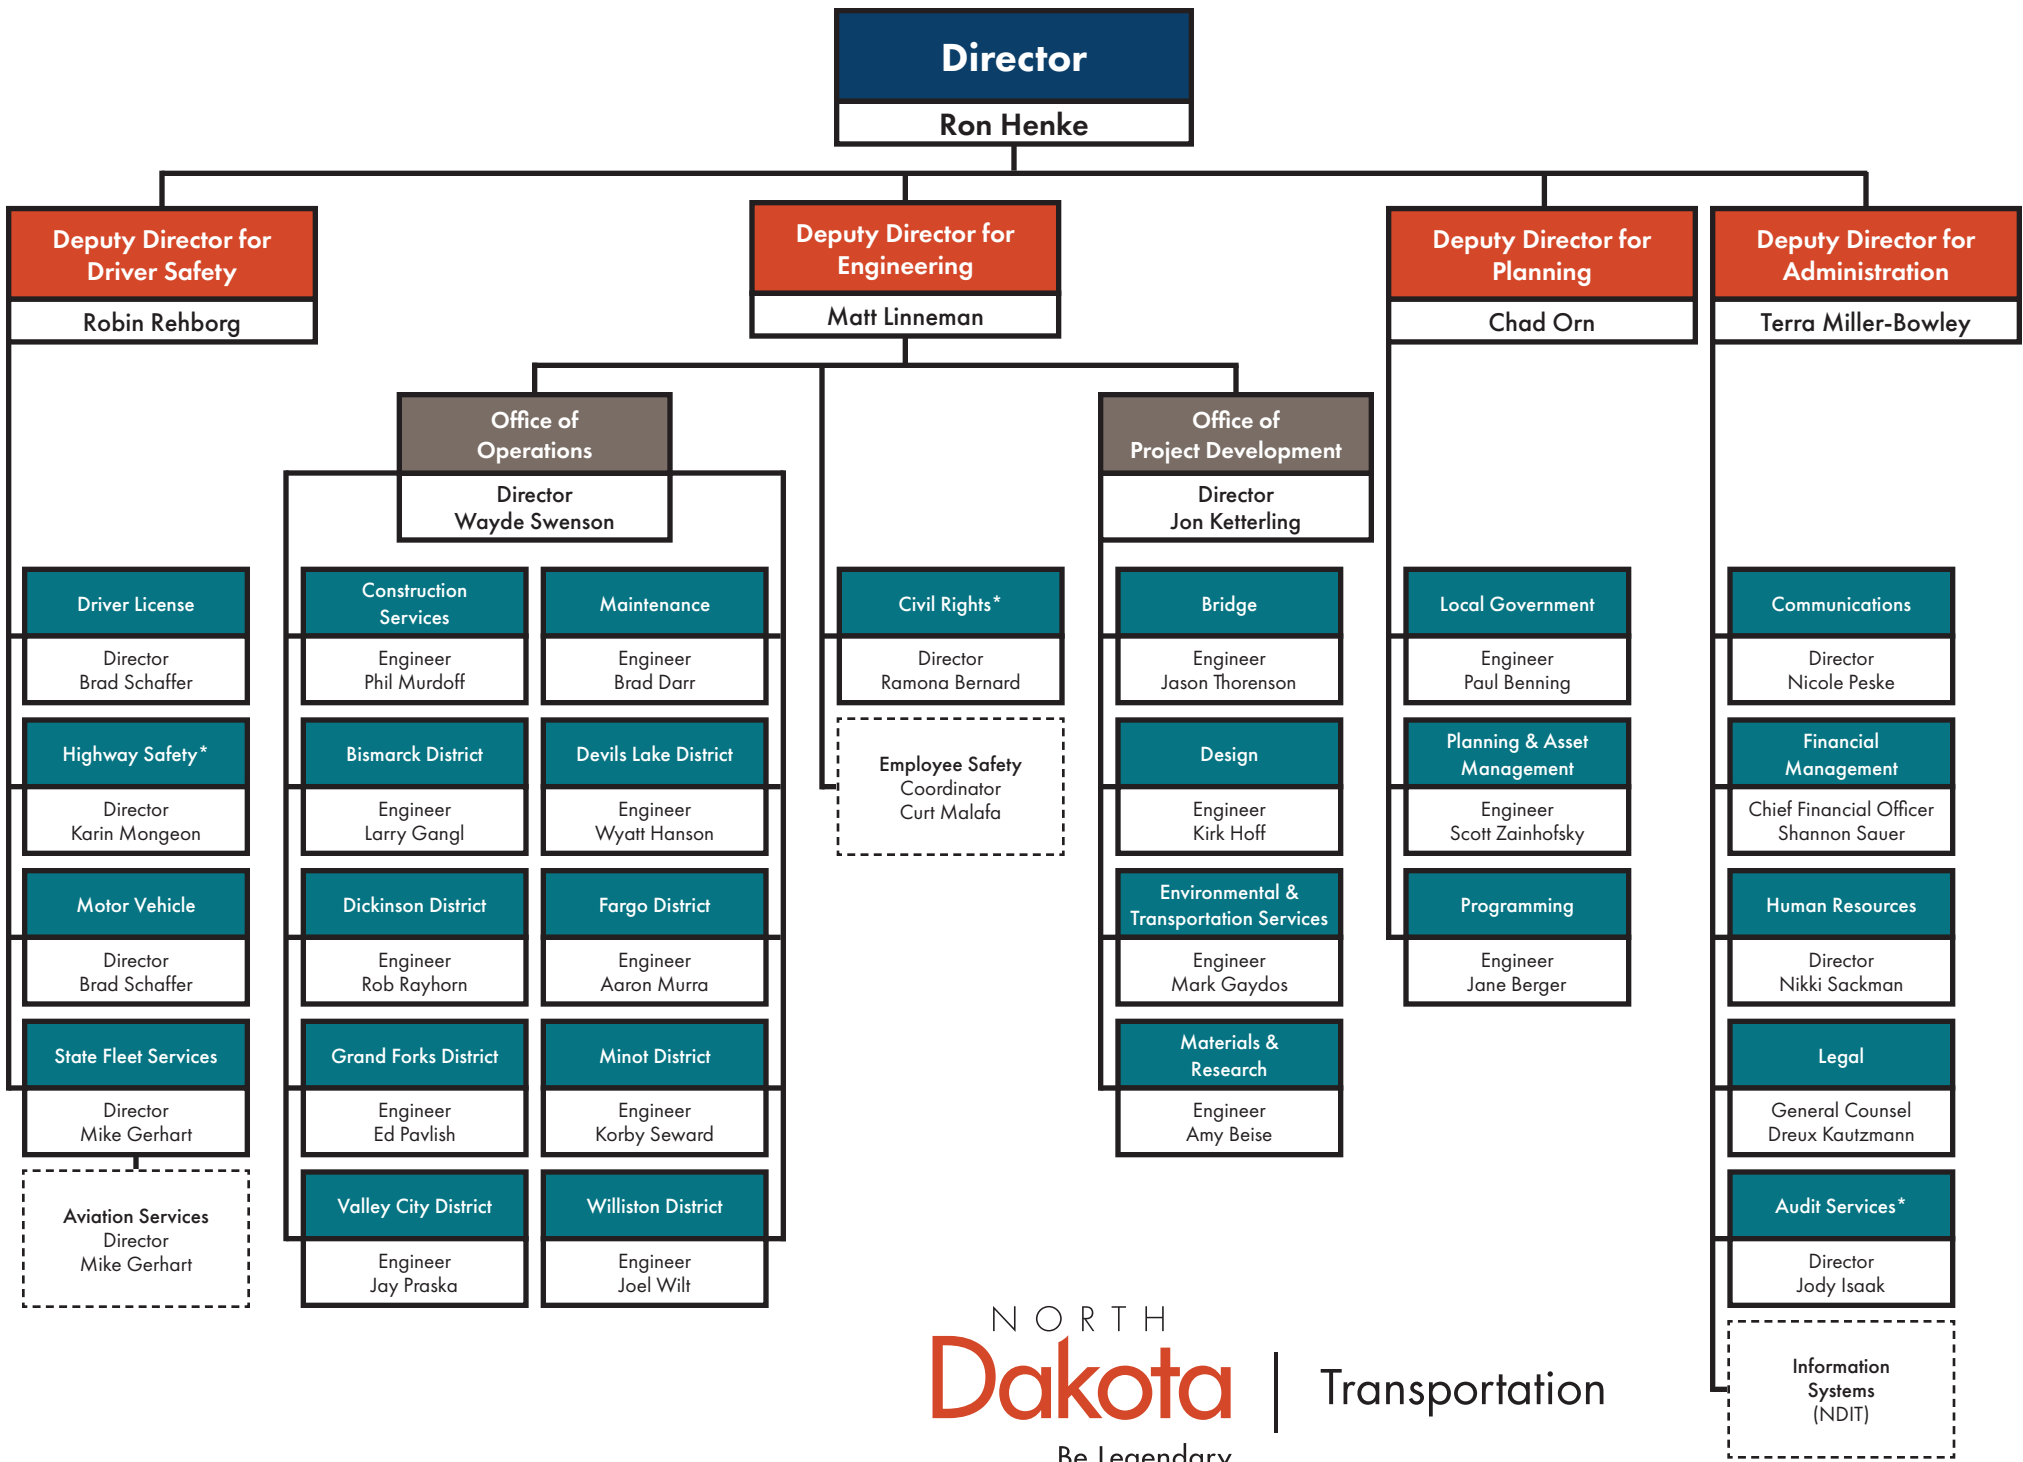 Director
Ron Henke
Deputy Director for
Driver Safety
Robin Rehborg
Deputy Director for
Engineering
Matt Linneman
Deputy Director for
Planning
Chad Orn
Deputy Director for
Administration
Terra Miller-Bowley
Office of
Operations
Director
Wayde Swenson
Office of
Project Development
Director
Jon Ketterling
Driver License
Director
Brad Schaffer
Highway Safety*
Director
Karin Mongeon
Motor Vehicle
Director
Brad Schaffer
State Fleet Services
Director
Mike Gerhart
Aviation Services
Director
Mike Gerhart
Construction
Services
Engineer
Phil Murdoff
Maintenance
Engineer
Brad Darr
Bismarck District
Engineer
Larry Gangl
Devils Lake District
Engineer
Wyatt Hanson
Dickinson District
Engineer
Rob Rayhorn
Fargo District
Engineer
Aaron Murra
Grand Forks District
Engineer
Ed Pavlish
Minot District
Engineer
Korby Seward
Valley City District
Engineer
Jay Praska
Williston District
Engineer
Joel Wilt
Civil Rights*
Director
Ramona Bernard
Employee Safety
Coordinator
Curt Malafa
Bridge
Engineer
Jason Thorenson
Design
Engineer
Kirk Hoff
Environmental &
Transportation Services
Engineer
Mark Gaydos
Materials &
Research
Engineer
Amy Beise
Local Government
Engineer
Paul Benning
Planning & Asset
Management
Engineer
Scott Zainhofsky
Programming
Engineer
Jane Berger
Communications
Director
Nicole Peske
Financial
Management
Chief Financial Officer
Shannon Sauer
Human Resources
Director
Nikki Sackman
Legal
General Counsel
Dreux Kautzmann
Audit Services*
Director
Jody Isaak
Information
Systems
(NDIT)
NORTH
Dakota
Be Legendary
Transportation